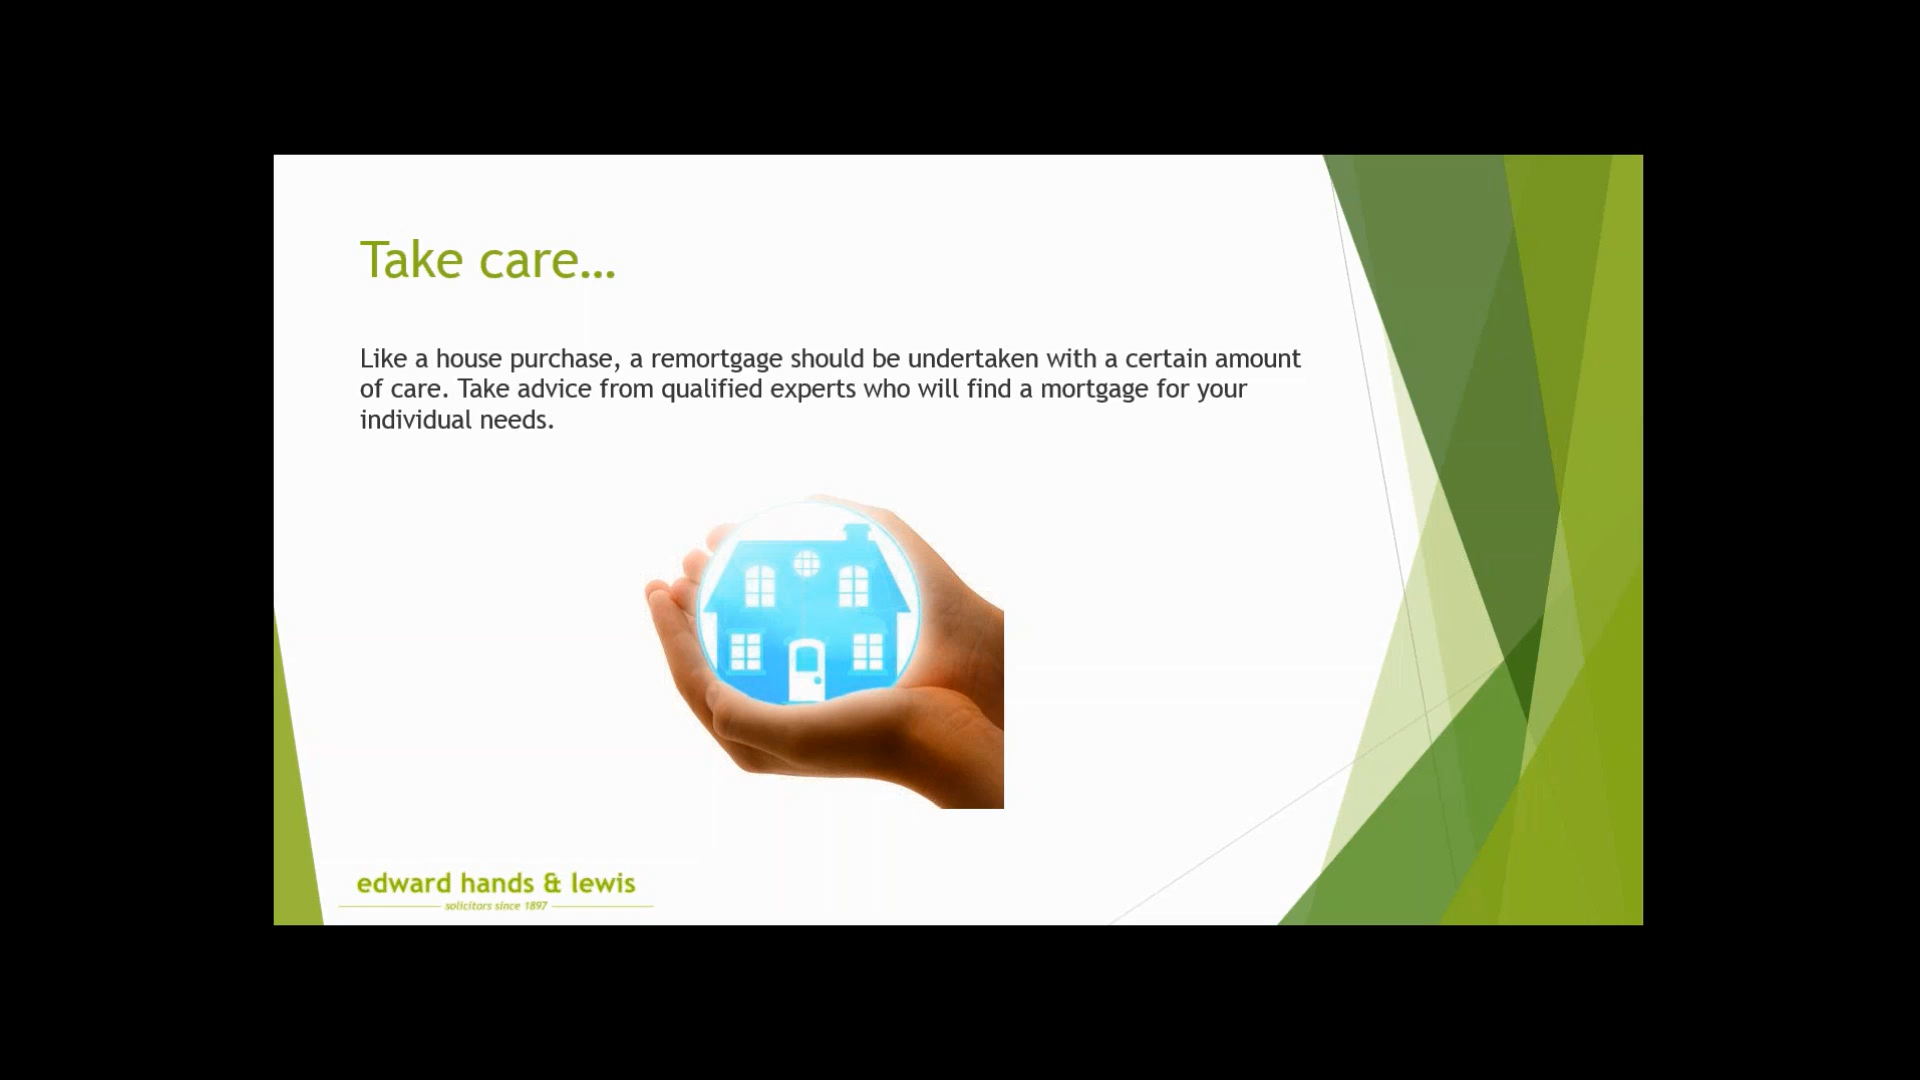 Take care...
Like a house purchase, a remortgage should be undertaken with a certain amount
of care. Take advice from qualified experts who will find a mortgage for your
individual needs.
edward hands & lewis
solicitors since 1897